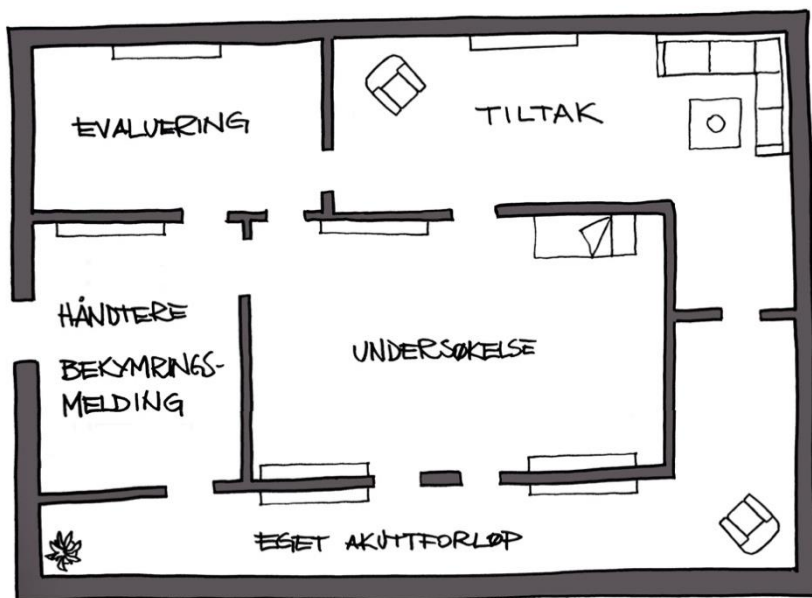 EVALUERING
TILTAK
HÅNDTERE
BEKYMRINGS-
MELDING
UNDERSØKELSE
EGET AKUTTFORLØP